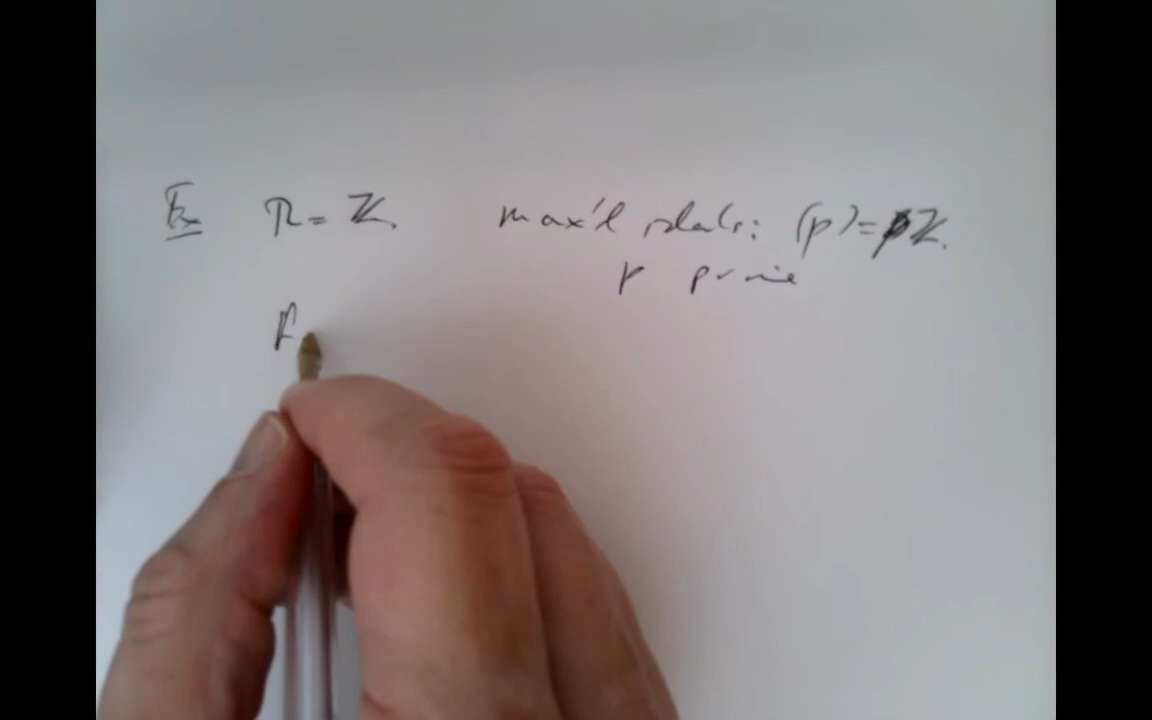 Ex R = ℤ. max'l ideals: (p) = pℤ.
p prime